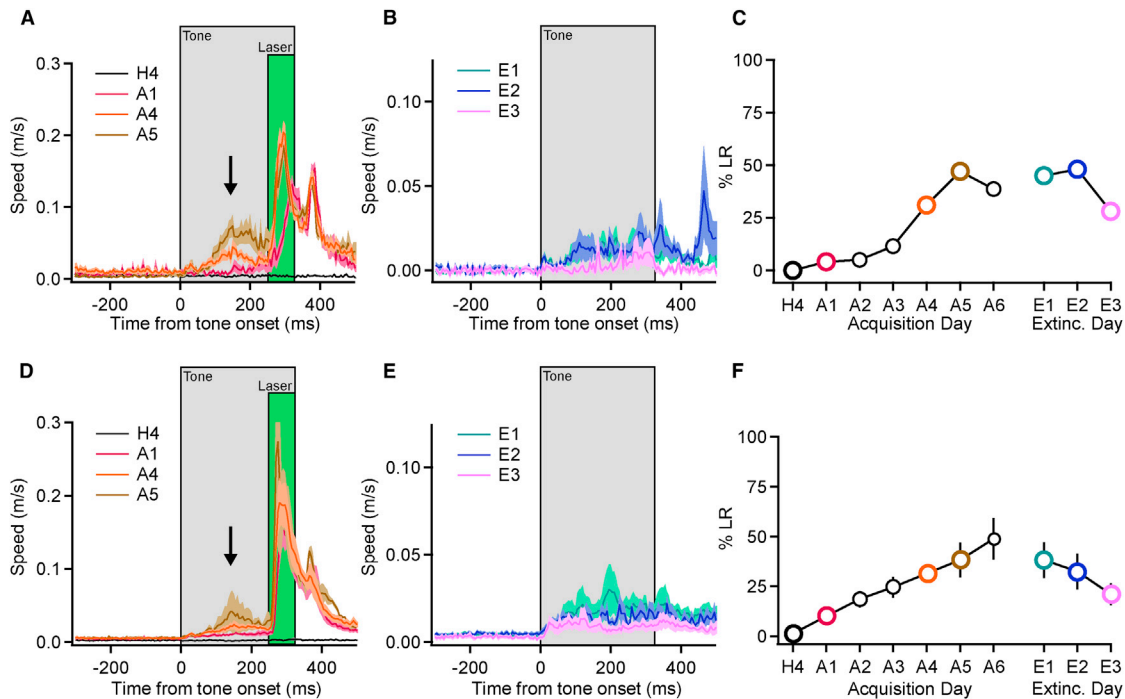 A
Tone
Laser
H4
A1
A4
A5
0.3
0.2
0.1
0.0
Speed (m/s)
-200 0 200 400
Time from tone onset (ms)
B
Tone
E1
E2
E3
0.10
0.05
0.00
Speed (m/s)
-200 0 200 400
Time from tone onset (ms)
C
100
75
50
25
0
% LR
H4 A1 A2 A3 A4 A5 A6 E1 E2 E3
Acquisition Day Extinc. Day
D
Tone
Laser
H4
A1
A4
A5
0.3
0.2
0.1
0.0
Speed (m/s)
-200 0 200 400
Time from tone onset (ms)
E
Tone
E1
E2
E3
0.10
0.05
0.00
Speed (m/s)
-200 0 200 400
Time from tone onset (ms)
F
100
75
50
25
0
% LR
H4 A1 A2 A3 A4 A5 A6 E1 E2 E3
Acquisition Day Extinc. Day